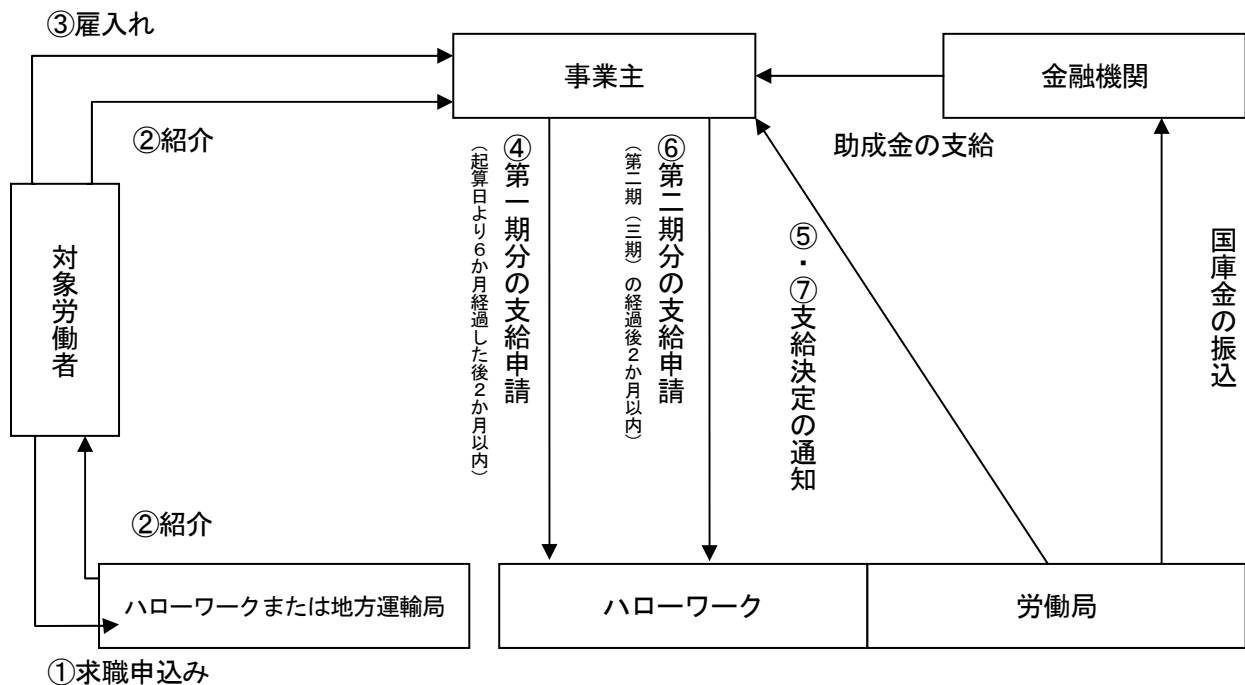 ③雇入れ
事業主
金融機関
②紹介
助成金の支給
④第一期分の支給申請
（起算日より６か月経過した後２か月以内）
⑥第二期分の支給申請
（第二期（三期）の経過後２か月以内）
⑤・⑦支給決定の通知
国庫金の振込
対象労働者
②紹介
ハローワークまたは地方運輸局
ハローワーク
労働局
①求職申込み